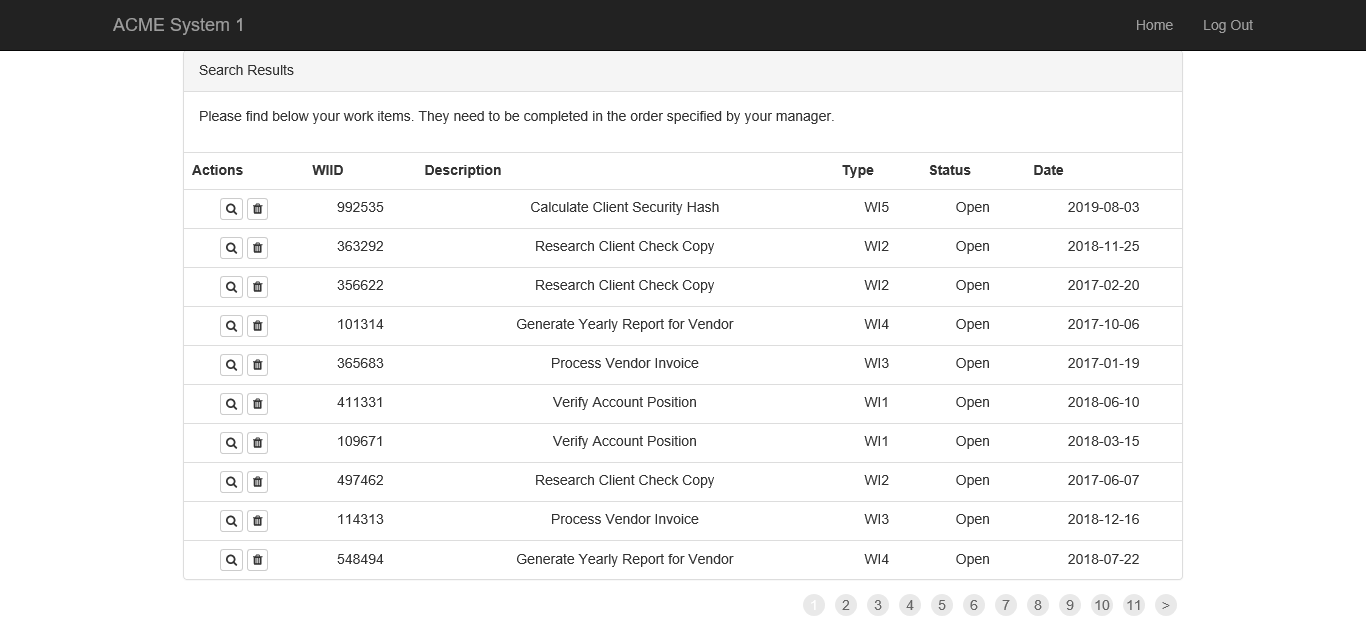 ACME System 1 Home Log Out
Search Results
Please find below your work items. They need to be completed in the order specified by your manager.
Actions WIID Description Type Status Date
992535 Calculate Client Security Hash WI5 Open 2019-08-03
363292 Research Client Check Copy WI2 Open 2018-11-25
356622 Research Client Check Copy WI2 Open 2017-02-20
101314 Generate Yearly Report for Vendor WI4 Open 2017-10-06
365683 Process Vendor Invoice WI3 Open 2017-01-19
411331 Verify Account Position WI1 Open 2018-06-10
109671 Verify Account Position WI1 Open 2018-03-15
497462 Research Client Check Copy WI2 Open 2017-06-07
114313 Process Vendor Invoice WI3 Open 2018-12-16
548494 Generate Yearly Report for Vendor WI4 Open 2018-07-22
1 2 3 4 5 6 7 8 9 10 11 >